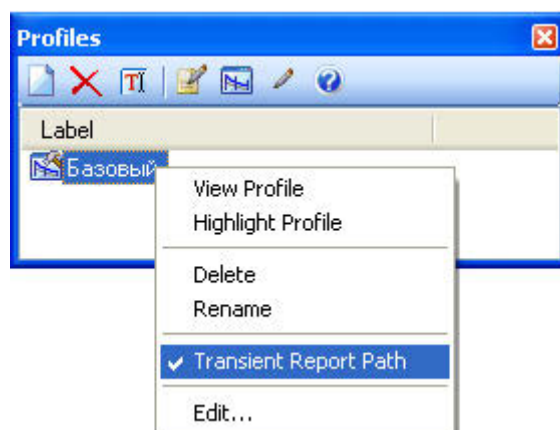 Profiles
Label
Базовый
View Profile
Highlight Profile
Delete
Rename
Transient Report Path
Edit...